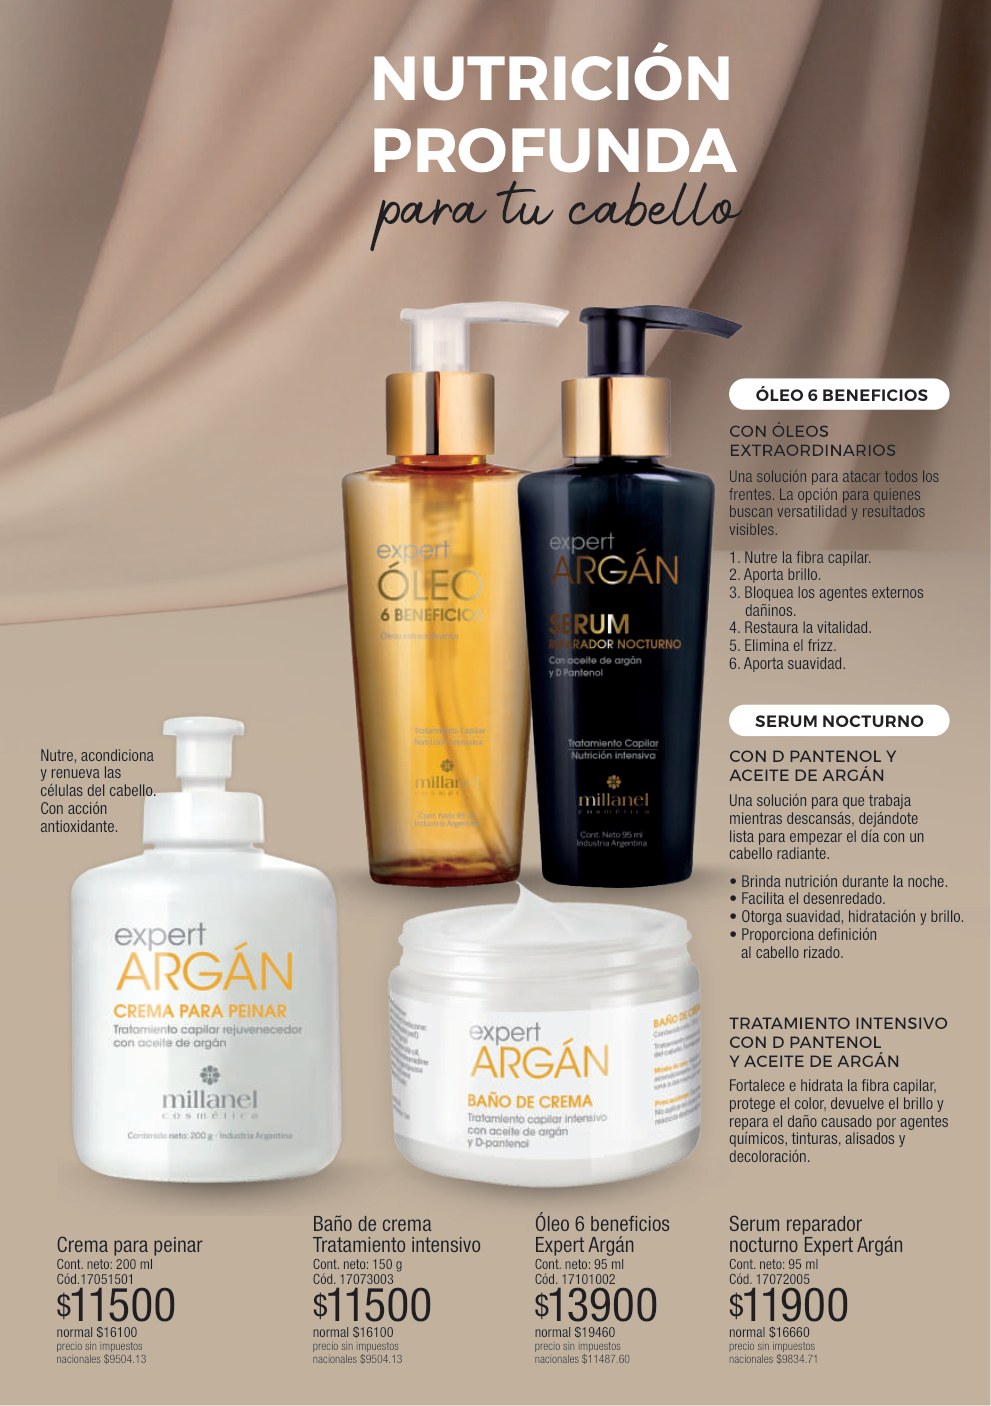 NUTRICIÓN
PROFUNDA
para tu cabello
ÓLEO 6 BENEFICIOS
CON ÓLEOS
EXTRAORDINARIOS
Una solución para atacar todos los
frentes. La opción para quienes
buscan versatilidad y resultados
visibles.
1. Nutre la fibra capilar.
2. Aporta brillo.
3. Bloquea los agentes externos
dañinos.
4. Restaura la vitalidad.
5. Elimina el frizz.
6. Aporta suavidad.
SERUM NOCTURNO
CON D PANTENOL Y
ACEITE DE ARGÁN
Una solución para que trabaja
mientras descansás, dejándote
lista para empezar el día con un
cabello radiante.
• Brinda nutrición durante la noche.
• Facilita el desenredado.
• Otorga suavidad, hidratación y brillo.
• Proporciona definición
al cabello rizado.
TRATAMIENTO INTENSIVO
CON D PANTENOL
Y ACEITE DE ARGÁN
Fortalece e hidrata la fibra capilar,
protege el color, devuelve el brillo y
repara el daño causado por agentes
químicos, tinturas, alisados y
decoloración.
expert
ÓLEO
6 BENEFICIOS
Tratamiento Capilar
millanel
cosmética
Cont. Neto 95 ml
Industria Argentina
expert
ARGÁN
SERUM
REPARADOR NOCTURNO
Con aceite de argán
y D Pantenol
Tratamiento Capilar
Nutrición intensiva
millanel
cosmética
Cont. Neto 95 ml
Industria Argentina
Nutre, acondiciona
y renueva las
células del cabello.
Con acción
antioxidante.
expert
ARGÁN
CREMA PARA PEINAR
Tratamiento capilar rejuvenecedor
con aceite de argán
millanel
cosmética
Contenido neto: 200 g - Industria Argentina
expert
ARGÁN
BAÑO DE CREMA
Tratamiento capilar intensivo
con aceite de argán
y D-pantenol
BAÑO DE
Crema para peinar
Cont. neto: 200 ml
Cód.17051501
$11500
normal $16100
precio sin impuestos
nacionales $9504.13
Baño de crema
Tratamiento intensivo
Cont. neto: 150 g
Cód. 17073003
$11500
normal $16100
precio sin impuestos
nacionales $9504.13
Óleo 6 beneficios
Expert Argán
Cont. neto: 95 ml
Cód. 17101002
$13900
normal $19460
precio sin impuestos
nacionales $11487.60
Serum reparador
nocturno Expert Argán
Cont. neto: 95 ml
Cód. 17072005
$11900
normal $16660
precio sin impuestos
nacionales $9834.71